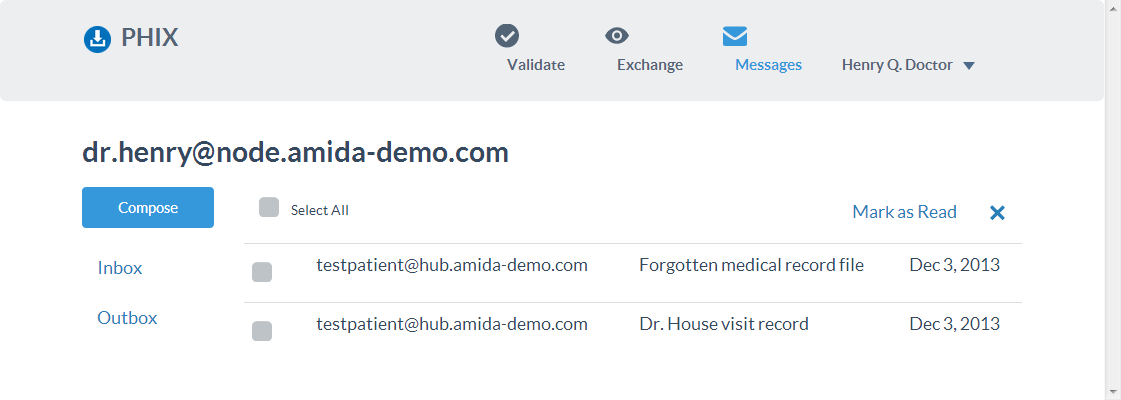 PHIX
Validate Exchange Messages Henry Q. Doctor
dr.henry@node.amida-demo.com
Compose
Select All Mark as Read
Inbox
testpatient@hub.amida-demo.com Forgotten medical record file Dec 3, 2013
Outbox
testpatient@hub.amida-demo.com Dr. House visit record Dec 3, 2013